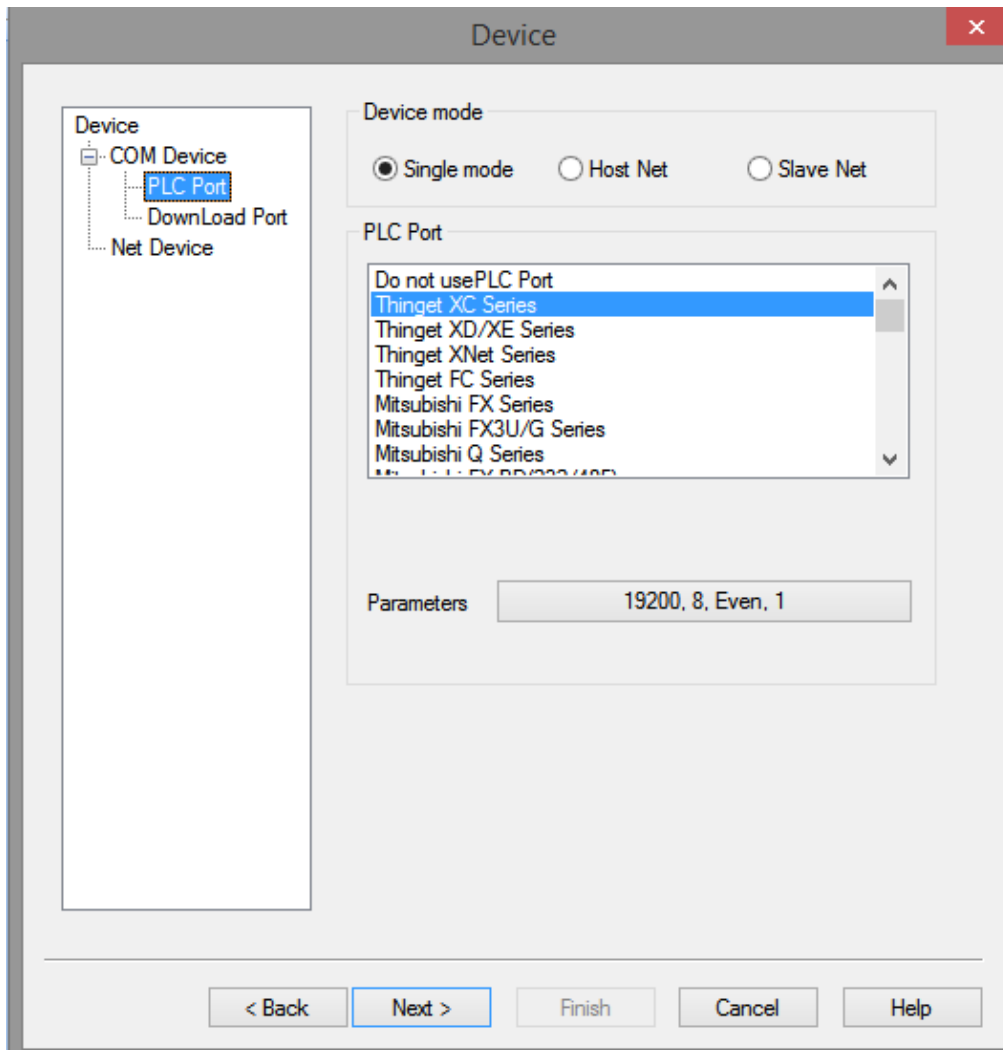 Device
Device
COM Device
PLC Port
DownLoad Port
Net Device
Device mode
Single mode
Host Net
Slave Net
PLC Port
Do not usePLC Port
Thinget XC Series
Thinget XD/XE Series
Thinget XNet Series
Thinget FC Series
Mitsubishi FX Series
Mitsubishi FX3U/G Series
Mitsubishi Q Series
Parameters
19200, 8, Even, 1
< Back
Next >
Finish
Cancel
Help